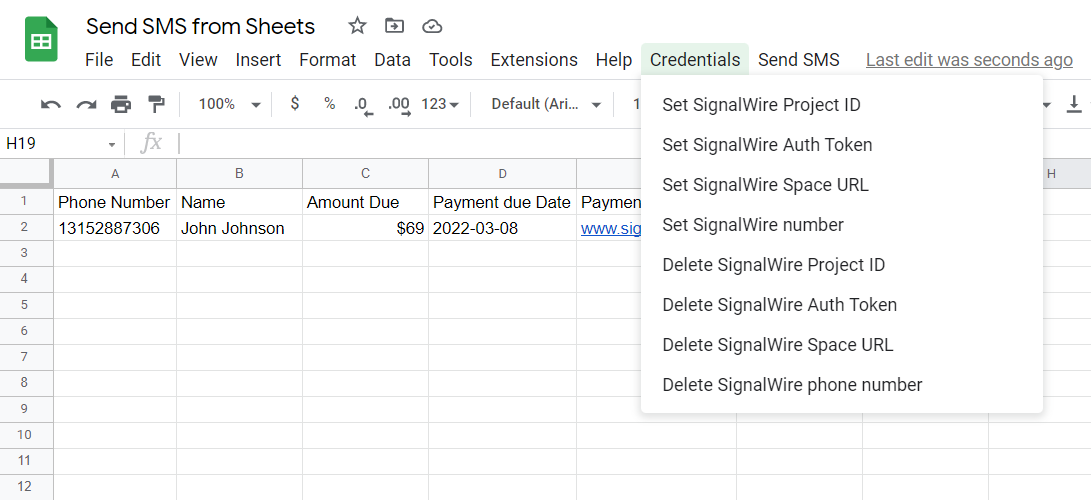 Send SMS from Sheets
File Edit View Insert Format Data Tools Extensions Help Credentials Send SMS Last edit was seconds ago
100% $ % .0 .00 123 Default (Ari... 1
H19 fx
A B C D H
1 Phone Number Name Amount Due Payment due Date Paymen
2 13152887306 John Johnson $69 2022-03-08 www.sig
3
4
5
6
7
8
9
10
11
12
Set SignalWire Project ID
Set SignalWire Auth Token
Set SignalWire Space URL
Set SignalWire number
Delete SignalWire Project ID
Delete SignalWire Auth Token
Delete SignalWire Space URL
Delete SignalWire phone number